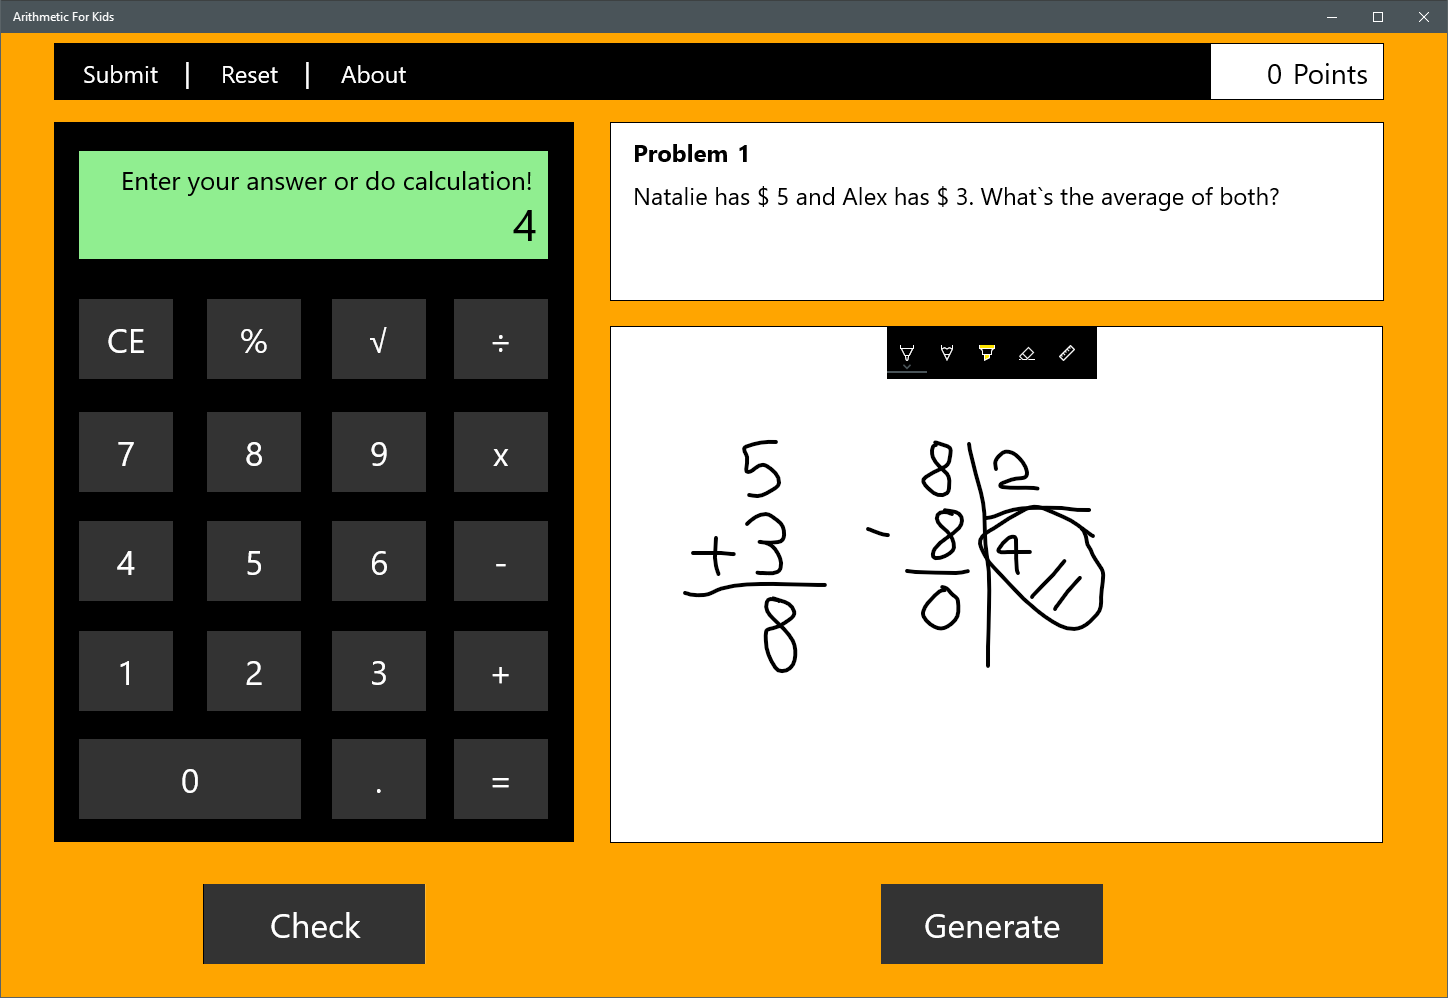 Arithmetic For Kids
Submit | Reset | About
0 Points
Enter your answer or do calculation!
4
CE % √ ÷
7 8 9 x
4 5 6 -
1 2 3 +
0 . =
Check
Problem 1
Natalie has $ 5 and Alex has $ 3. What`s the average of both?
5
+ 3
8
8 2
- 8 4
0
Generate